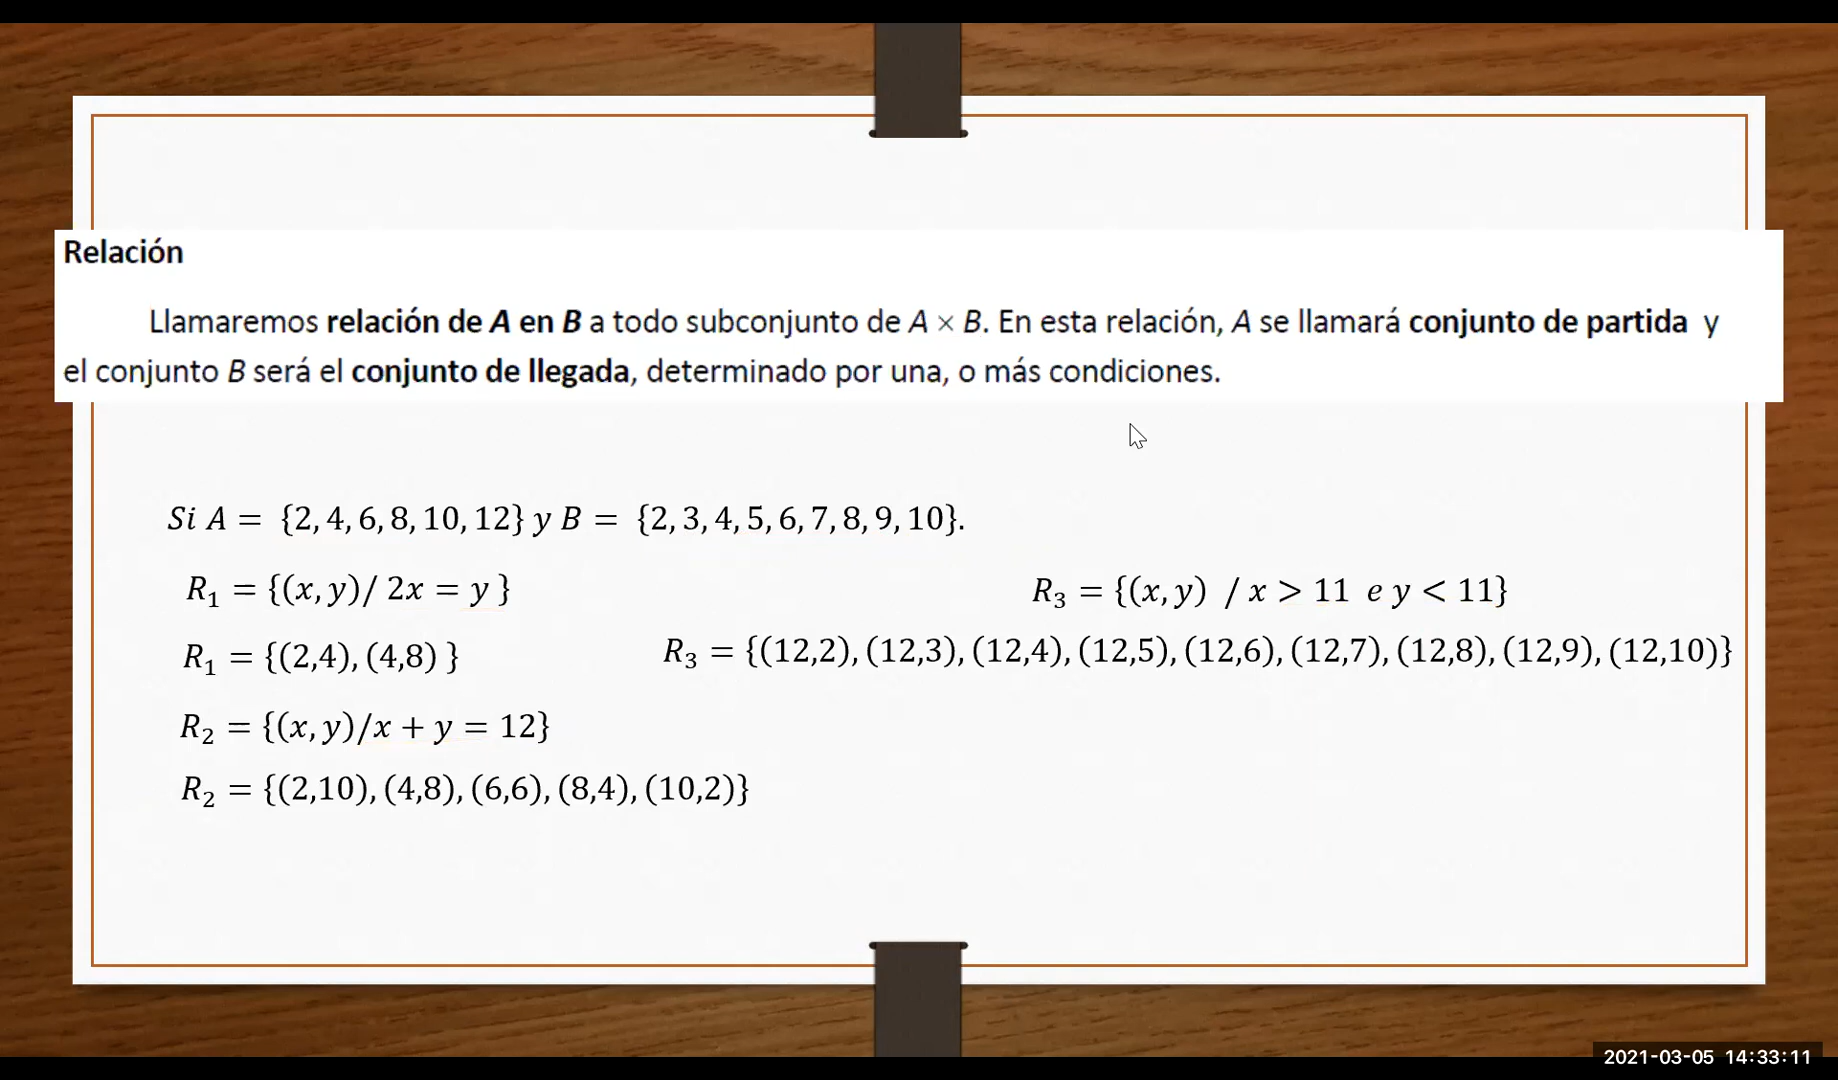 Relación
Llamaremos relación de A en B a todo subconjunto de A × B. En esta relación, A se llamará conjunto de partida y
el conjunto B será el conjunto de llegada, determinado por una, o más condiciones.
Si A = {2, 4, 6, 8, 10, 12} y B = {2, 3, 4, 5, 6, 7, 8, 9, 10}.
R₁ = {(x, y)/ 2x = y }
R₁ = {(2,4), (4,8) }
R₂ = {(x, y)/x + y = 12}
R₂ = {(2,10), (4,8), (6,6), (8,4), (10,2)}
R₃ = {(x, y) / x > 11 e y < 11}
R₃ = {(12,2), (12,3), (12,4), (12,5), (12,6), (12,7), (12,8), (12,9), (12,10)}
2021-03-05 14:33:11